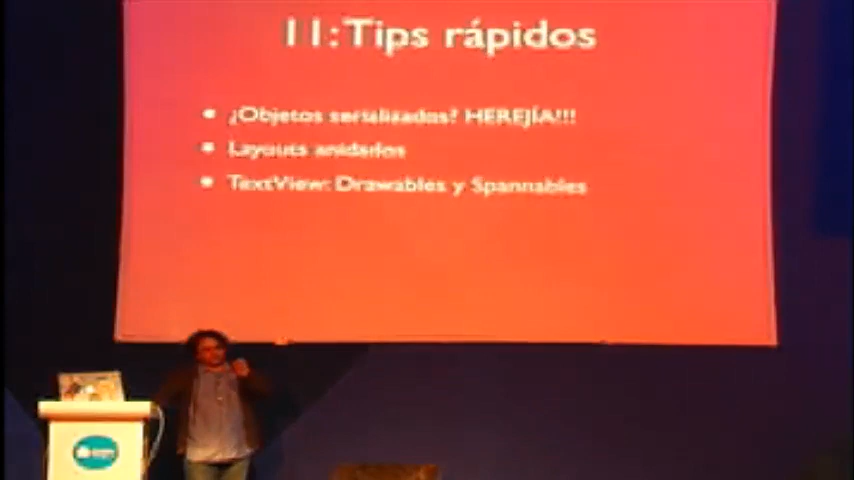 11: Tips rápidos
¿Objetos serializados? HEREJÍA!!!
Layouts anidados
TextView: Drawables y Spannables